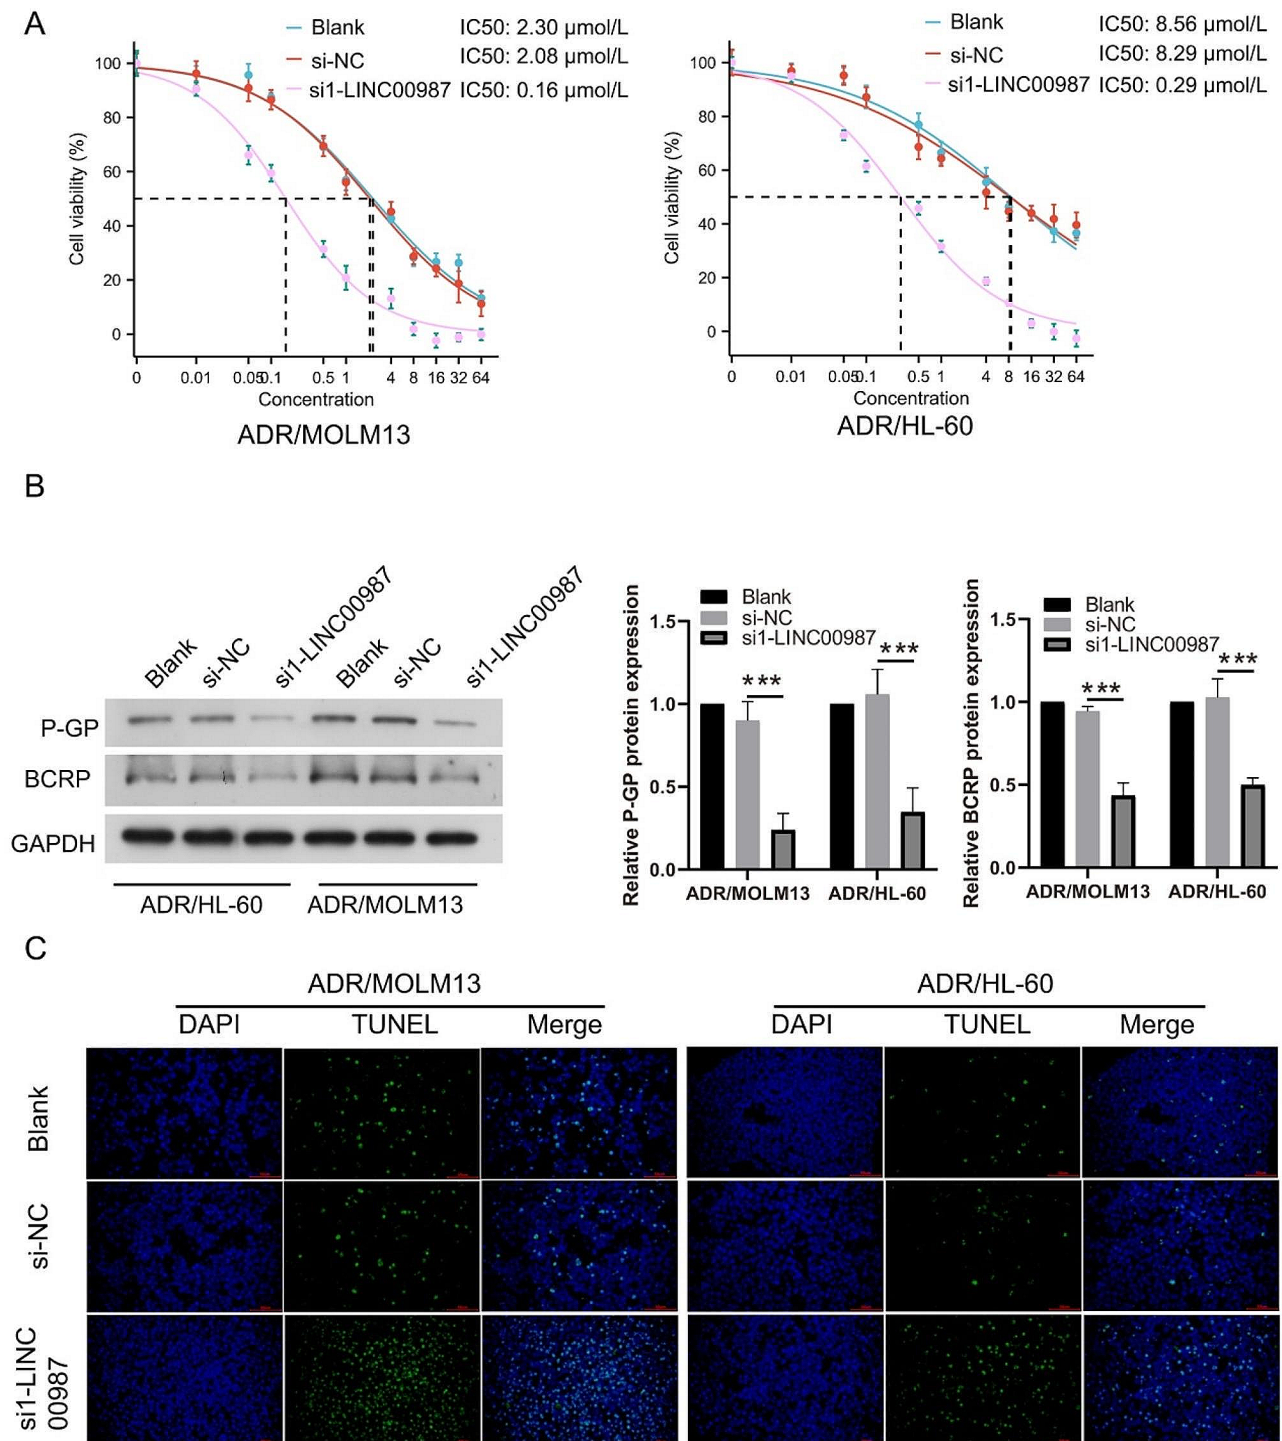 A
Blank IC50: 2.30 μmol/L
si-NC IC50: 2.08 μmol/L
si1-LINC00987 IC50: 0.16 μmol/L
Cell viability (%)
100
80
60
40
20
0
0 0.01 0.05 0.1 0.5 1 4 8 16 32 64
Concentration
ADR/MOLM13
Blank IC50: 8.56 μmol/L
si-NC IC50: 8.29 μmol/L
si1-LINC00987 IC50: 0.29 μmol/L
Cell viability (%)
100
80
60
40
20
0
0 0.01 0.05 0.1 0.5 1 4 8 16 32 64
Concentration
ADR/HL-60
B
Blank si-NC si1-LINC00987 Blank si-NC si1-LINC00987
P-GP
BCRP
GAPDH
ADR/HL-60 ADR/MOLM13
Relative P-GP protein expression
Blank
si-NC
si1-LINC00987
1.5
1.0
0.5
0.0
*** ***
ADR/MOLM13 ADR/HL-60
Relative BCRP protein expression
Blank
si-NC
si1-LINC00987
1.5
1.0
0.5
0.0
*** ***
ADR/MOLM13 ADR/HL-60
C
ADR/MOLM13 ADR/HL-60
DAPI TUNEL Merge DAPI TUNEL Merge
Blank
si-NC
si1-LINC
00987